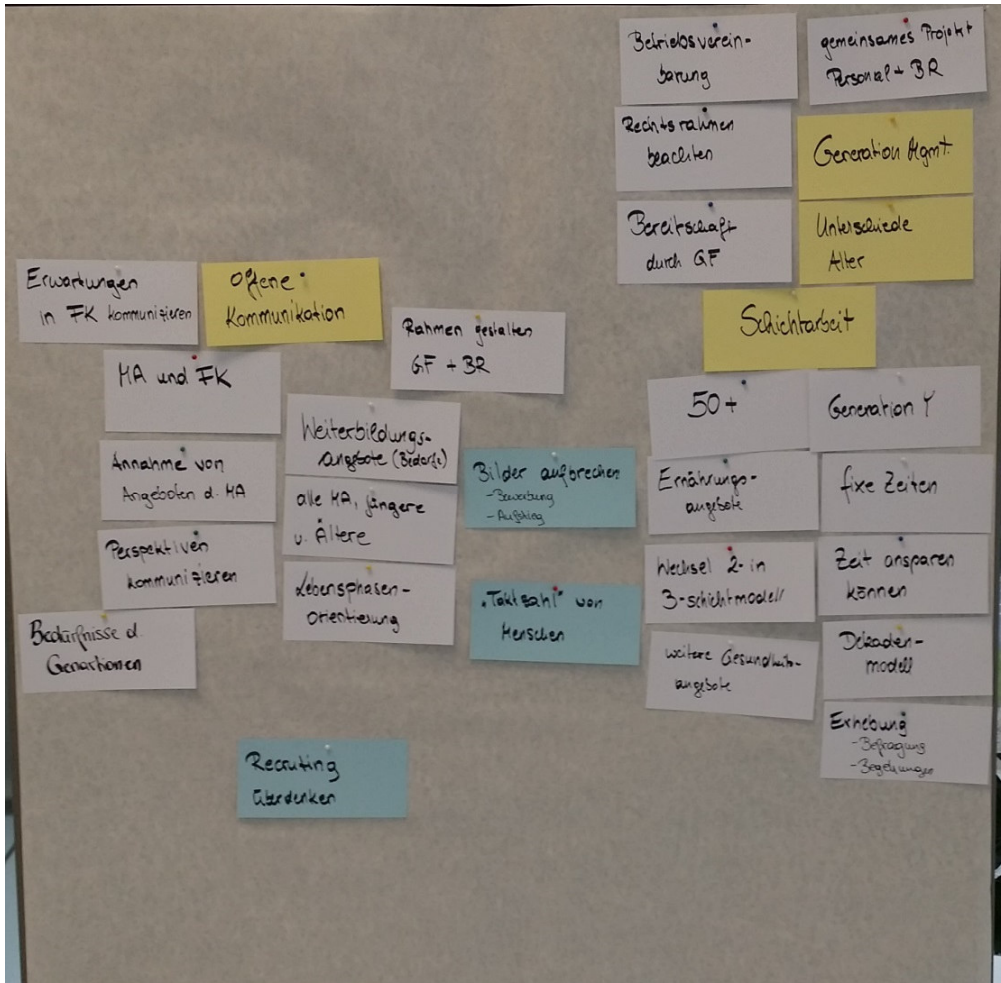 Betriebsverein-
barung
gemeinsames Projekt
Personal + BR
Rechtsrahmen
beachten
Generation Mgmt.
Bereitschaft
durch GF
Unterschiede
Alter
Schichtarbeit
Erwartungen
in FK kommunizieren
Offene
Kommunikation
Rahmen gestalten
GF + BR
MA und FK
Weiterbildungs-
angebote (Bedarfe)
Annahme von
Angeboten d. MA
alle MA, jüngere
u. Ältere
Perspektiven
kommunizieren
Lebensphasen-
orientierung
Bedürfnisse d.
Genartionen
Bilder aufbrechen
- Bewerbung
- Aufstieg
"Taktzahl" von
Menschen
50+
Generation Y
Ernährungs-
angebote
fixe Zeiten
Wechsel 2- in
3-schichtmodell
Zeit ansparen
können
weitere Gesundheits-
angebote
Dekaden-
modell
Erhebung
- Befragung
- Begehungen
Recruting
überdenken